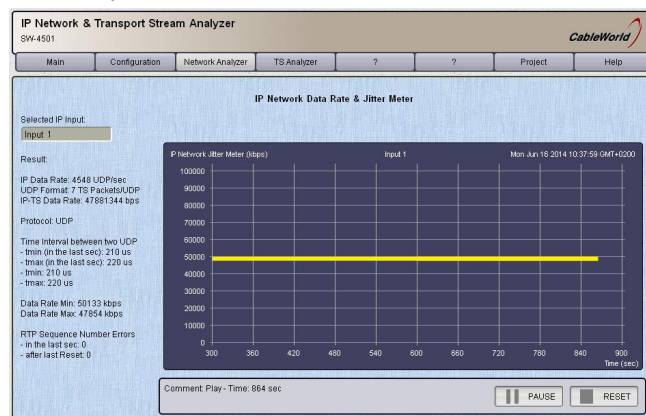 IP Network & Transport Stream Analyzer
SW-4501
CableWorld
Main Configuration Network Analyzer TS Analyzer ? ? Project Help
IP Network Data Rate & Jitter Meter
Selected IP Input:
Input 1
Result:
IP Data Rate: 4548 UDP/sec
UDP Format: 7 TS Packets/UDP
IP-TS Data Rate: 47881344 bps
Protocol: UDP
Time Interval between two UDP
- tmin (in the last sec): 210 us
- tmax (in the last sec): 220 us
- tmin: 210 us
- tmax: 220 us
Data Rate Min: 50133 kbps
Data Rate Max: 47854 kbps
RTP Sequence Number Errors
- in the last sec: 0
- after last Reset: 0
IP Network Jitter Meter (kbps) Input 1 Mon Jun 16 2014 10:37:59 GMT+0200
100000
90000
80000
70000
60000
50000
40000
30000
20000
10000
0
300 360 420 480 540 600 660 720 780 840 900
Time (sec)
Comment: Play - Time: 864 sec
PAUSE RESET